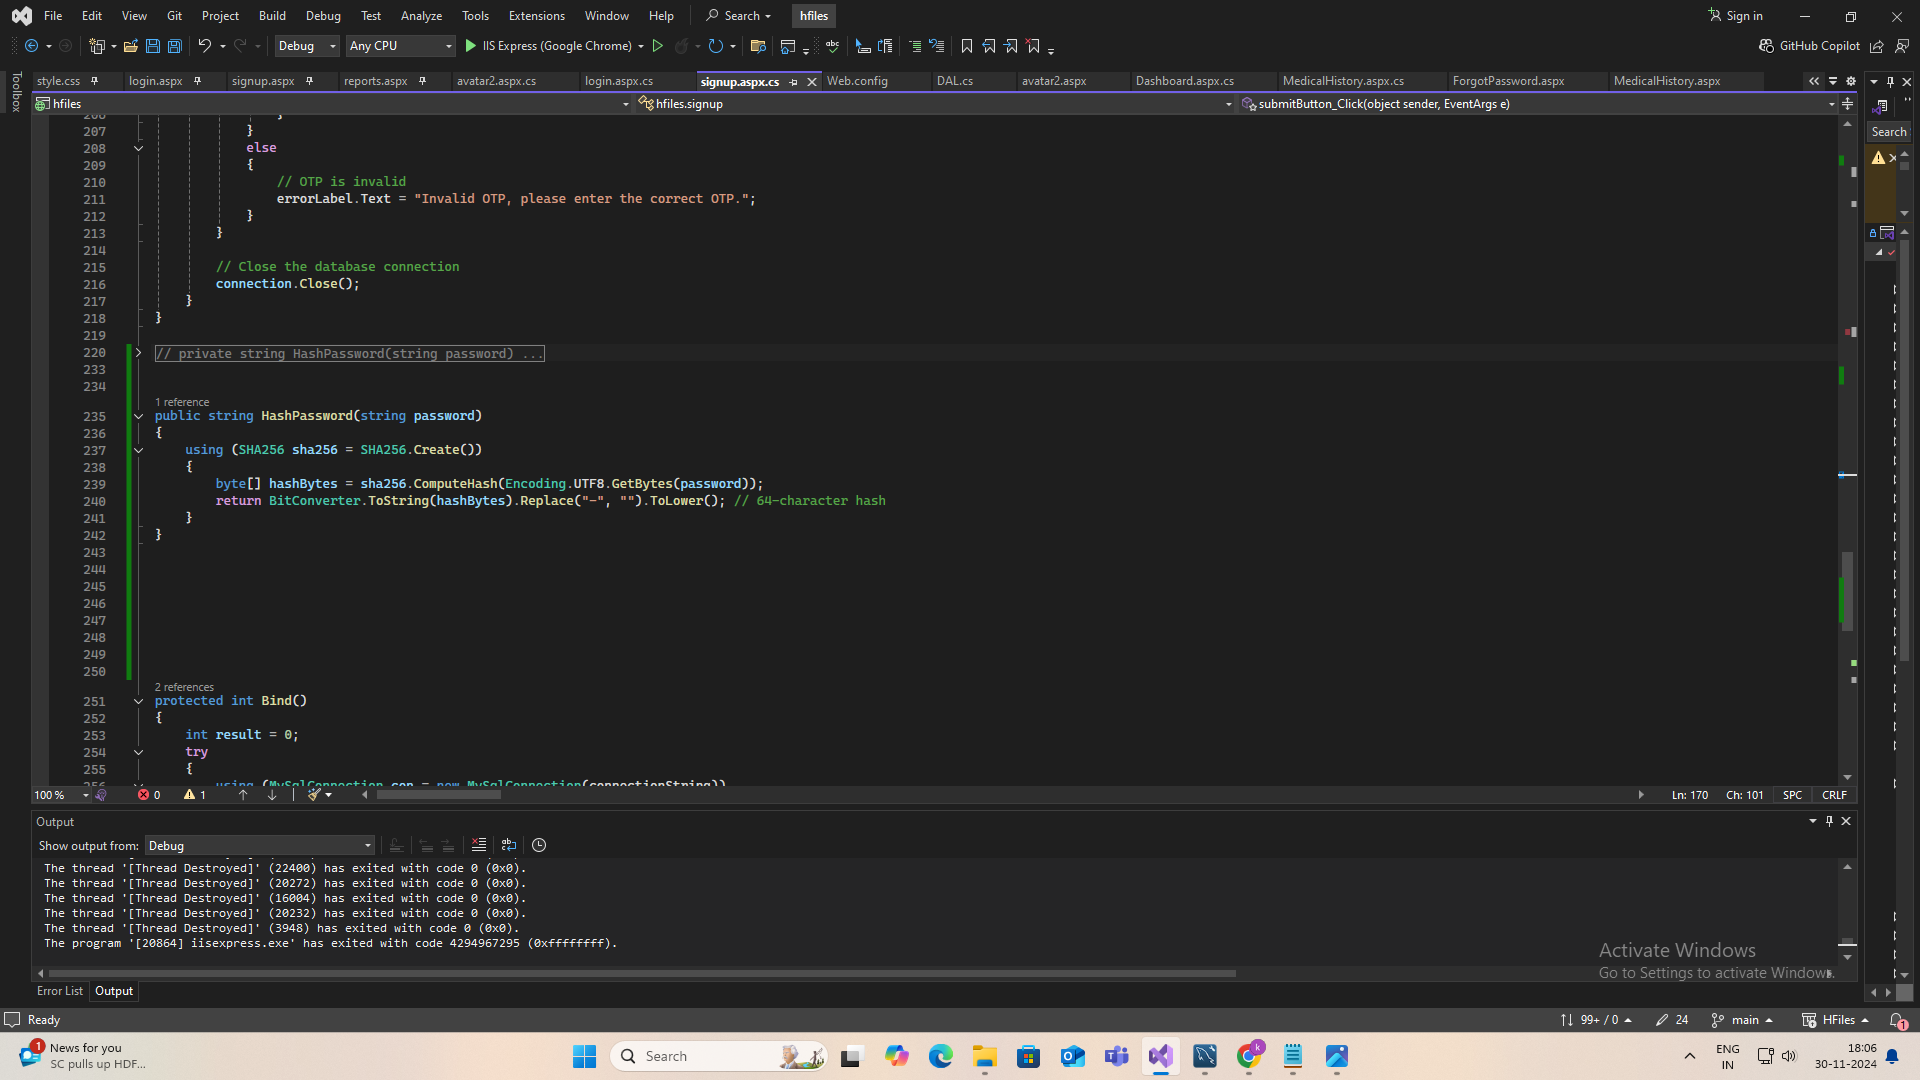 File Edit View Git Project Build Debug Test Analyze Tools Extensions Window Help Search hfiles Sign in
Debug Any CPU IIS Express (Google Chrome) GitHub Copilot
Toolbox
style.css login.aspx signup.aspx reports.aspx avatar2.aspx.cs login.aspx.cs signup.aspx.cs Web.config DAL.cs avatar2.aspx Dashboard.aspx.cs MedicalHistory.aspx.cs ForgotPassword.aspx MedicalHistory.aspx
hfiles hfiles.signup submitButton_Click(object sender, EventArgs e)
Search
207 }
208 else
209 {
210 // OTP is invalid
211 errorLabel.Text = "Invalid OTP, please enter the correct OTP.";
212 }
213 }
214
215 // Close the database connection
216 connection.Close();
217 }
218 }
219
220 // private string HashPassword(string password) ...
233
234
1 reference
235 public string HashPassword(string password)
236 {
237 using (SHA256 sha256 = SHA256.Create())
238 {
239 byte[] hashBytes = sha256.ComputeHash(Encoding.UTF8.GetBytes(password));
240 return BitConverter.ToString(hashBytes).Replace("-", "").ToLower(); // 64-character hash
241 }
242 }
243
244
245
246
247
248
249
250
2 references
251 protected int Bind()
252 {
253 int result = 0;
254 try
255 {
256 using (MySqlConnection con = new MySqlConnection(connectionString))
100 % 0 1 Ln: 170 Ch: 101 SPC CRLF
Output
Show output from: Debug
The thread '[Thread Destroyed]' (22400) has exited with code 0 (0x0).
The thread '[Thread Destroyed]' (20272) has exited with code 0 (0x0).
The thread '[Thread Destroyed]' (16004) has exited with code 0 (0x0).
The thread '[Thread Destroyed]' (20232) has exited with code 0 (0x0).
The thread '[Thread Destroyed]' (3948) has exited with code 0 (0x0).
The program '[20864] iisexpress.exe' has exited with code 4294967295 (0xffffffff).
Activate Windows
Go to Settings to activate Windows.
Error List Output
Ready 99+ / 0 24 main HFiles 1
1 News for you
SC pulls up HDF...
Search
ENG
IN
18:06
30-11-2024